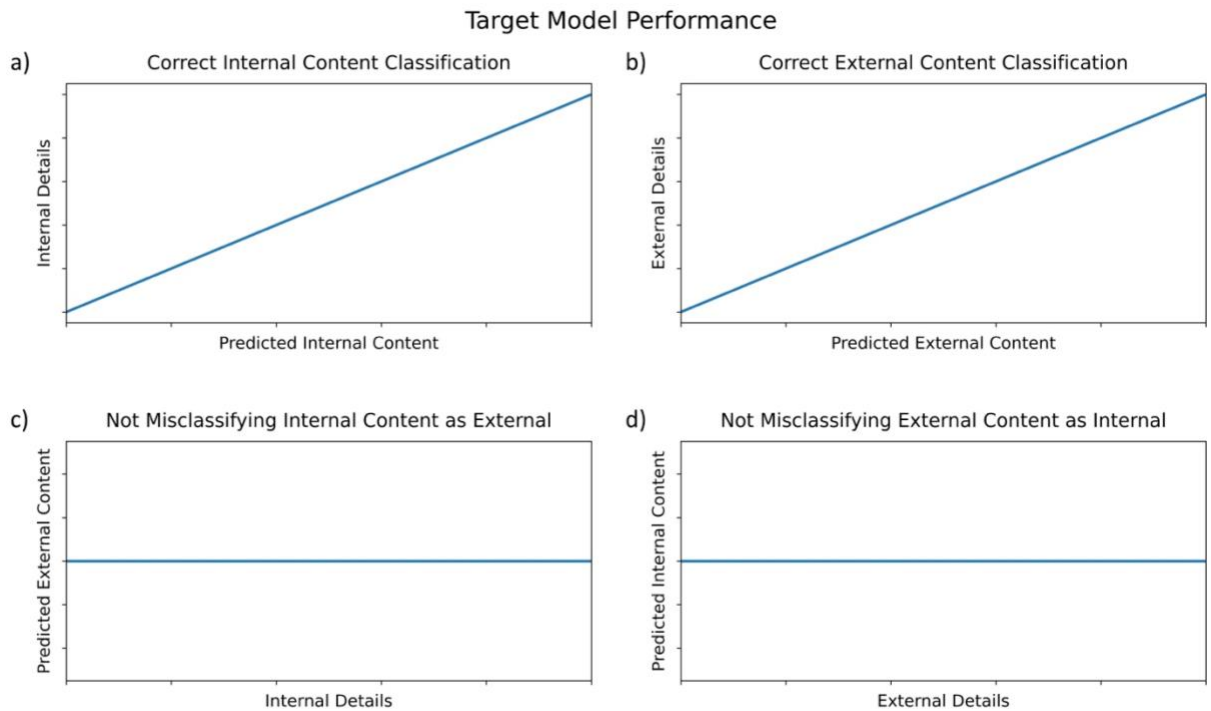 Target Model Performance
a)
Correct Internal Content Classification
Internal Details
Predicted Internal Content
b)
Correct External Content Classification
External Details
Predicted External Content
c)
Not Misclassifying Internal Content as External
Predicted External Content
Internal Details
d)
Not Misclassifying External Content as Internal
Predicted Internal Content
External Details